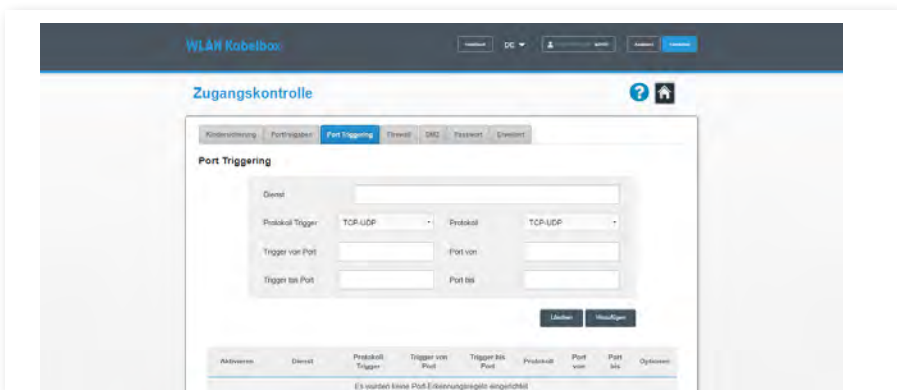 WLAN Kabelbox
DE
Zugangskontrolle
?
Kindersicherung Portfreigaben Port Triggering Firewall DMZ Passwort Erweitert
Port Triggering
Dienst
Protokoll Trigger TCP-UDP Protokoll TCP-UDP
Trigger von Port Port von
Trigger bis Port Port bis
Löschen Hinzufügen
Aktivieren Dienst Protokoll Trigger Trigger von Port Trigger bis Port Protokoll Port von Port bis Optionen
Es wurden keine Port-Erkennungsregeln eingerichtet